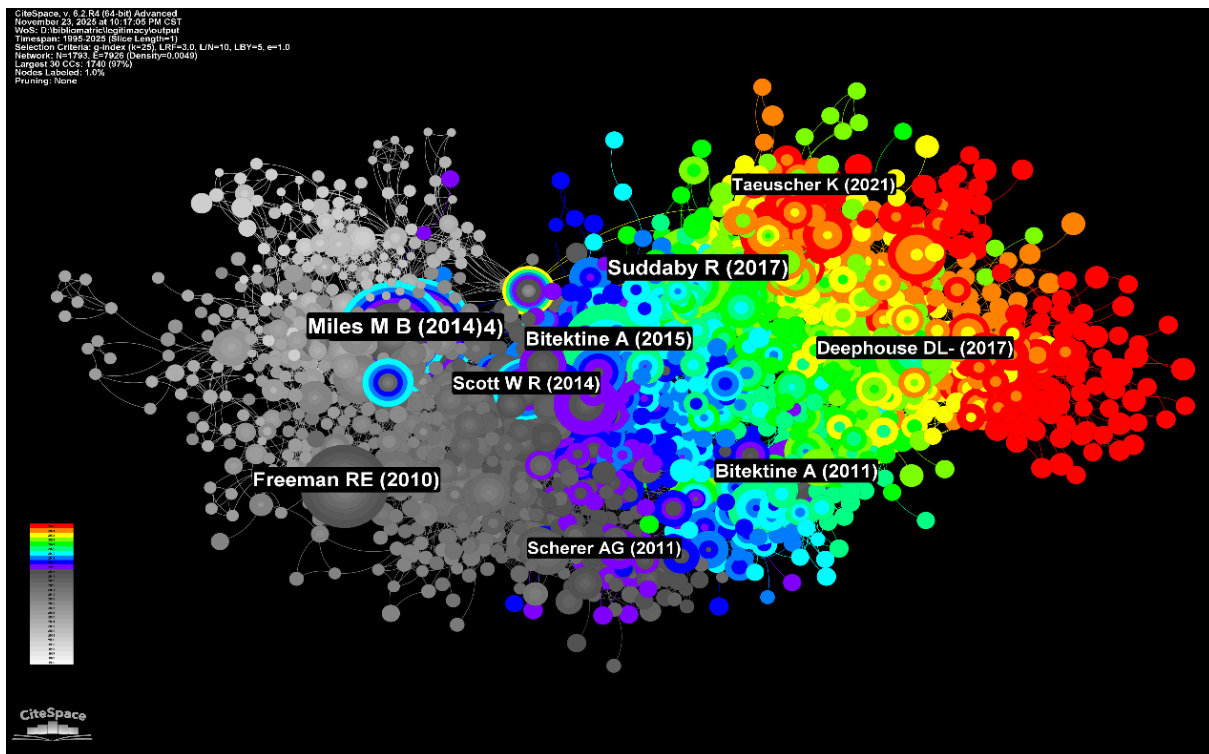 CiteSpace, v. 6.2.R4 (64-bit) Advanced
November 23, 2025 at 10:17:05 PM CST
WoS: D:\bibliomatric\legitimacy\output
Timespan: 1995-2025 (Slice Length=1)
Selection Criteria: g-index (k=25), LRF=3.0, L/N=10, LBY=5, e=1.0
Network: N=1793, E=7926 (Density=0.0049)
Largest 30 CCs: 1740 (97%)
Nodes Labeled: 1.0%
Pruning: None
Taeuscher K (2021)
Suddaby R (2017)
Miles M B (2014)4)
Bitektine A (2015)
Deephouse DL- (2017)
Scott W R (2014)
Bitektine A (2011)
Freeman RE (2010)
Scherer AG (2011)
CiteSpace